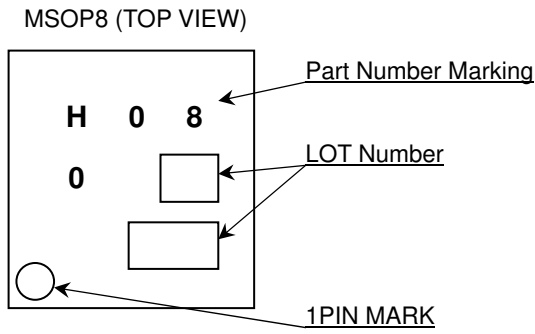 MSOP8 (TOP VIEW)
Part Number Marking
H 0 8
LOT Number
0
1PIN MARK